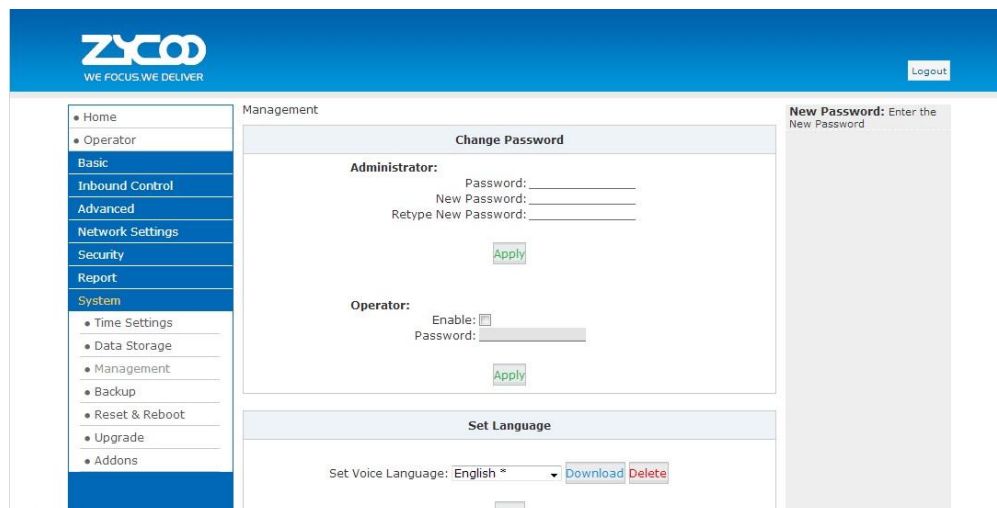 ZYCOO
WE FOCUS.WE DELIVER
Logout
• Home
• Operator
Basic
Inbound Control
Advanced
Network Settings
Security
Report
System
• Time Settings
• Data Storage
• Management
• Backup
• Reset & Reboot
• Upgrade
• Addons
Management
Change Password
Administrator:
Password:
New Password:
Retype New Password:
Apply
Operator:
Enable:
Password:
Apply
Set Language
Set Voice Language: English * Download Delete
New Password: Enter the
New Password